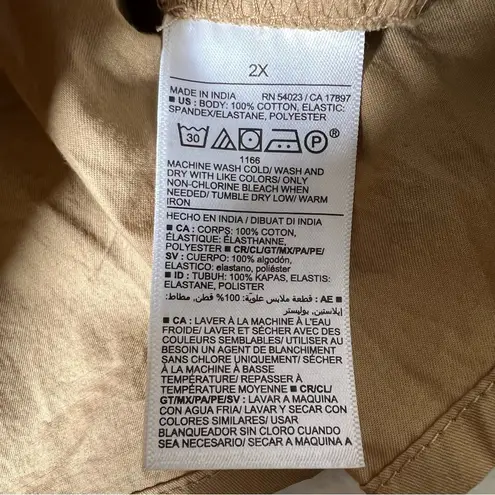 2X
MADE IN INDIA RN 54023 / CA 17897
■ US : BODY: 100% COTTON, ELASTIC:
SPANDEX/ELASTANE, POLYESTER
30 P ®
1166
MACHINE WASH COLD/ WASH AND
DRY WITH LIKE COLORS/ ONLY
NON-CHLORINE BLEACH WHEN
NEEDED/ TUMBLE DRY LOW/ WARM
IRON
HECHO EN INDIA / DIBUAT DI INDIA
■ CA : CORPS: 100% COTON,
ÉLASTIQUE: ÉLASTHANNE,
POLYESTER ■ CR/CL/GT/MX/PA/PE/
SV : CUERPO: 100% algodón,
ELASTICO: elastano, poliéster
■ ID : TUBUH: 100% KAPAS, ELASTIS:
ELASTANE, POLISTER
■ AE : قطعة ملابس علوية: 100% قطن, مطاط:
إيلاستين, بوليستر
■ CA : LAVER À LA MACHINE À L'EAU
FROIDE/ LAVER ET SÉCHER AVEC DES
COULEURS SEMBLABLES/ UTILISER AU
BESOIN UN AGENT DE BLANCHIMENT
SANS CHLORE UNIQUEMENT/ SÉCHER
À LA MACHINE À BASSE
TEMPÉRATURE/ REPASSER À
TEMPÉRATURE MOYENNE ■ CR/CL/
GT/MX/PA/PE/SV : LAVAR A MAQUINA
CON AGUA FRIA/ LAVAR Y SECAR CON
COLORES SIMILARES/ USAR
BLANQUEADOR SIN CLORO CUANDO
SEA NECESARIO/ SECAR A MAQUINA A